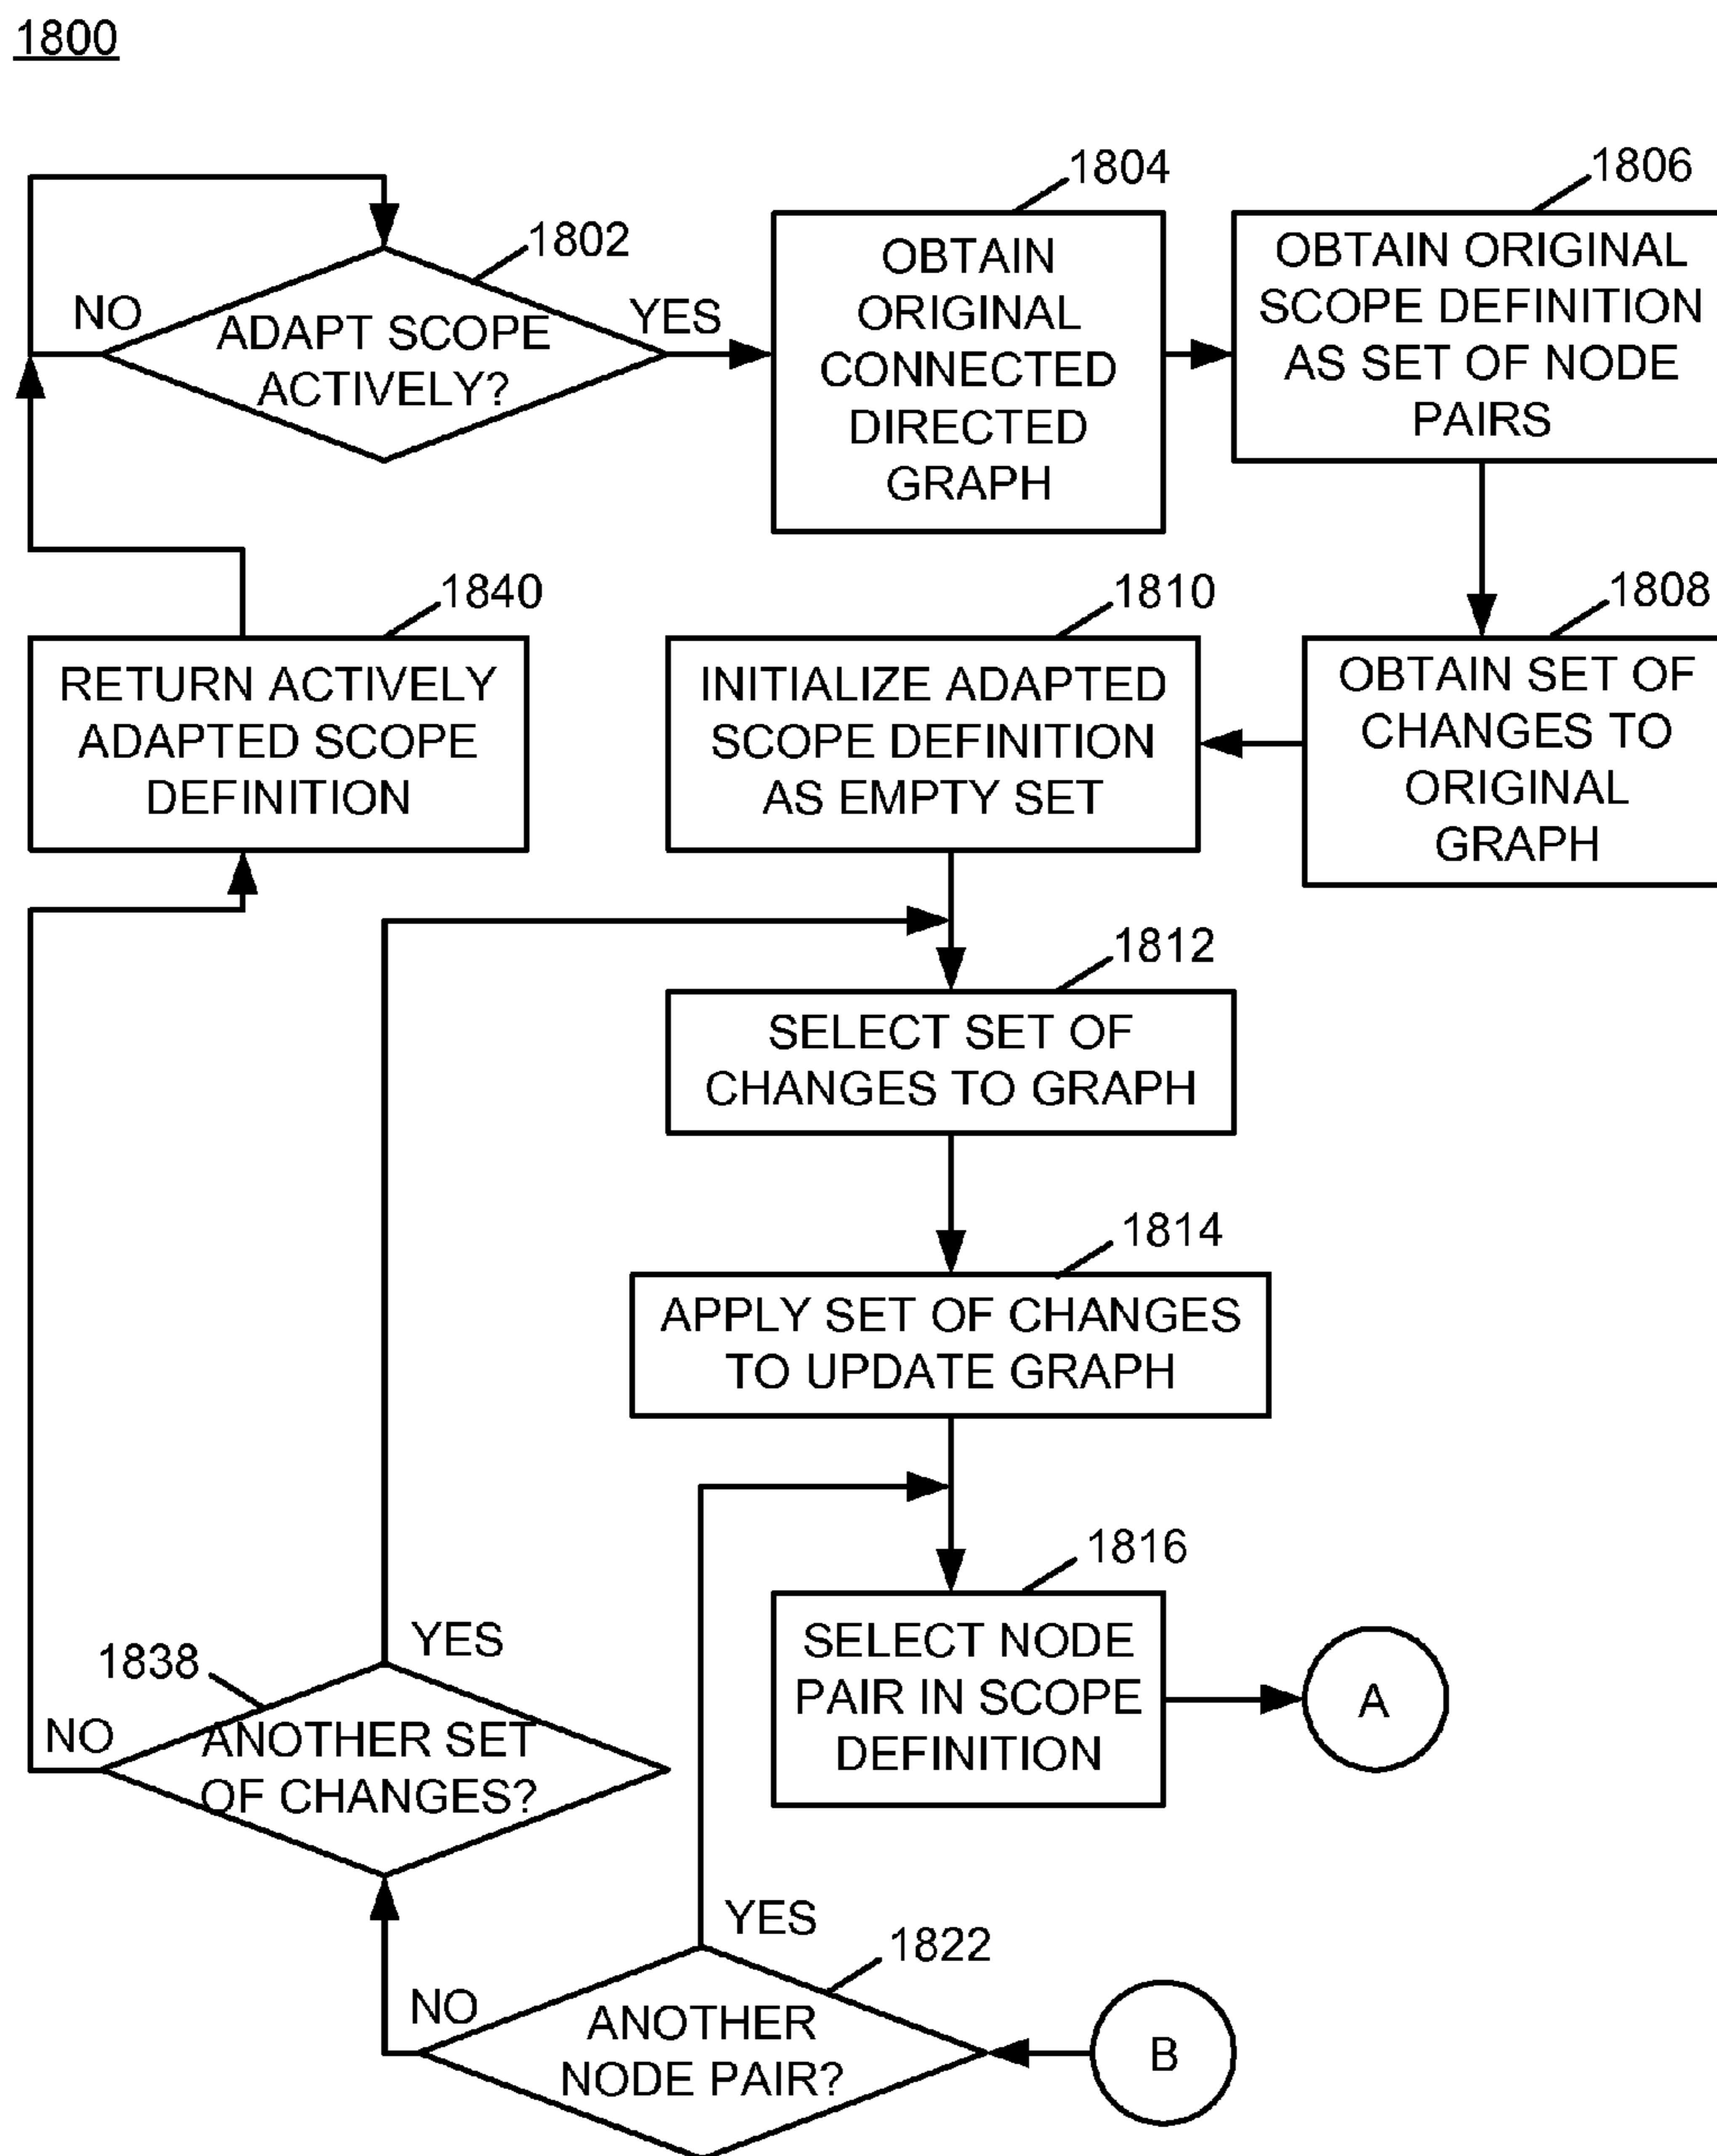 1800
1802
NO
YES
ADAPT SCOPE
ACTIVELY?
1804
OBTAIN
ORIGINAL
CONNECTED
DIRECTED
GRAPH
1806
OBTAIN ORIGINAL
SCOPE DEFINITION
AS SET OF NODE
PAIRS
1840
RETURN ACTIVELY
ADAPTED SCOPE
DEFINITION
1810
INITIALIZE ADAPTED
SCOPE DEFINITION
AS EMPTY SET
1808
OBTAIN SET OF
CHANGES TO
ORIGINAL
GRAPH
1812
SELECT SET OF
CHANGES TO GRAPH
1814
APPLY SET OF CHANGES
TO UPDATE GRAPH
1816
SELECT NODE
PAIR IN SCOPE
DEFINITION
A
1838
YES
NO
ANOTHER SET
OF CHANGES?
YES
1822
NO
ANOTHER
NODE PAIR?
B